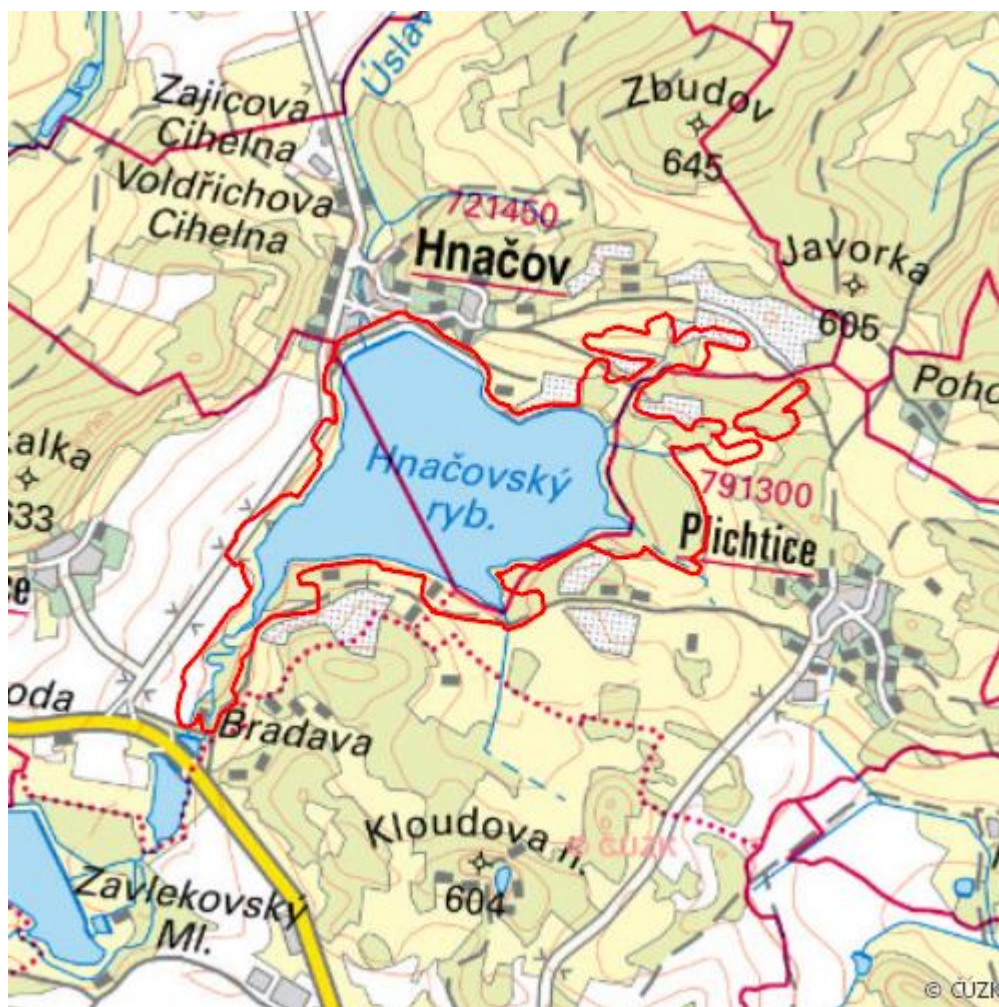 Úslav
Zbudov
645
Zajícova
Cihelna
Voldřichova
Cihelna
721450
Hnačov
Javorka
605
Poho
alka
633
Hnačovský
ryb.
791300
Plichtice
oda
Bradava
Kloudova h.
604
© ČÚZK
Zavlekovský
Ml.
© ČÚZK